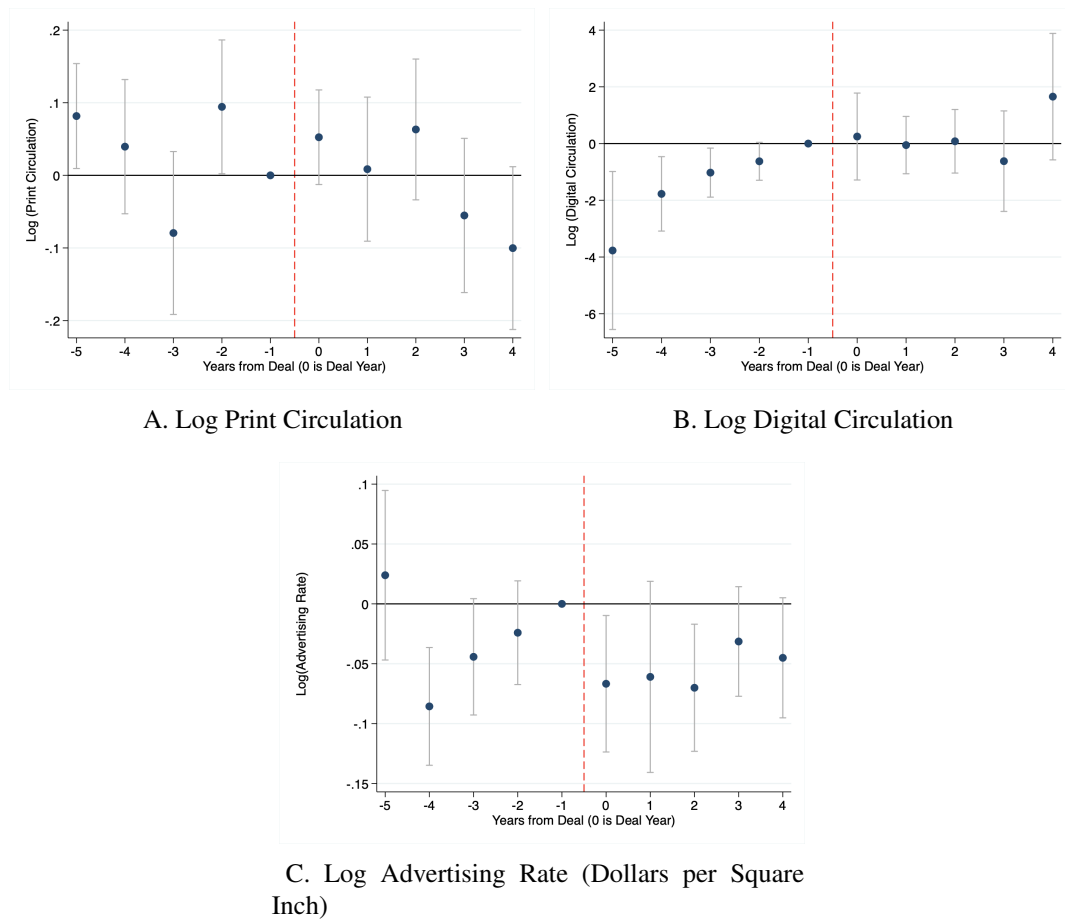 .2
.1
0
-.1
-.2
Log (Print Circulation)
-5 -4 -3 -2 -1 0 1 2 3 4
Years from Deal (0 is Deal Year)
A. Log Print Circulation
4
2
0
-2
-4
-6
Log (Digital Circulation)
-5 -4 -3 -2 -1 0 1 2 3 4
Years from Deal (0 is Deal Year)
B. Log Digital Circulation
.1
.05
0
-.05
-.1
-.15
Log(Advertising Rate)
-5 -4 -3 -2 -1 0 1 2 3 4
Years from Deal (0 is Deal Year)
C. Log Advertising Rate (Dollars per Square
Inch)